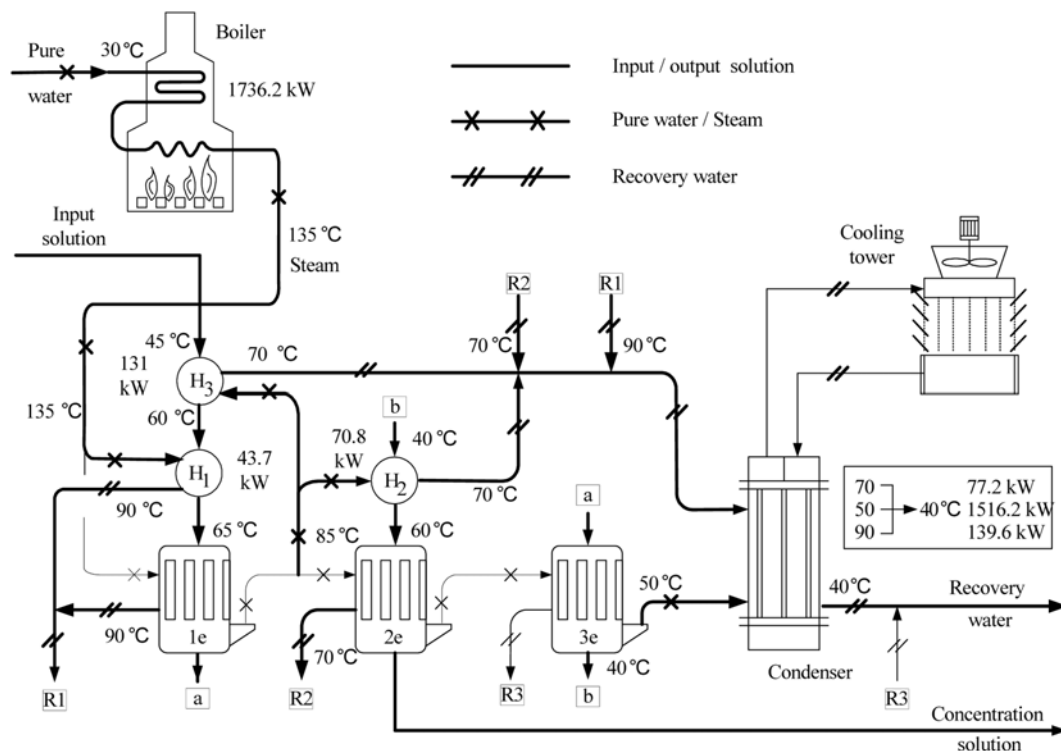 Boiler
Pure
water
30℃
1736.2 kW
Input / output solution
Pure water / Steam
Recovery water
Input
solution
135℃
Steam
Cooling
tower
R2
R1
45℃
131
kW
H3
70 ℃
70℃
90℃
135℃
60℃
b
70.8
kW
40℃
H1
43.7
kW
H2
70℃
90℃
a
70
50
90
40℃
77.2 kW
1516.2 kW
139.6 kW
65℃
85℃
60℃
50℃
40℃
Recovery
water
90℃
1e
70℃
2e
3e
40℃
Condenser
R1
a
R2
R3
b
R3
Concentration
solution